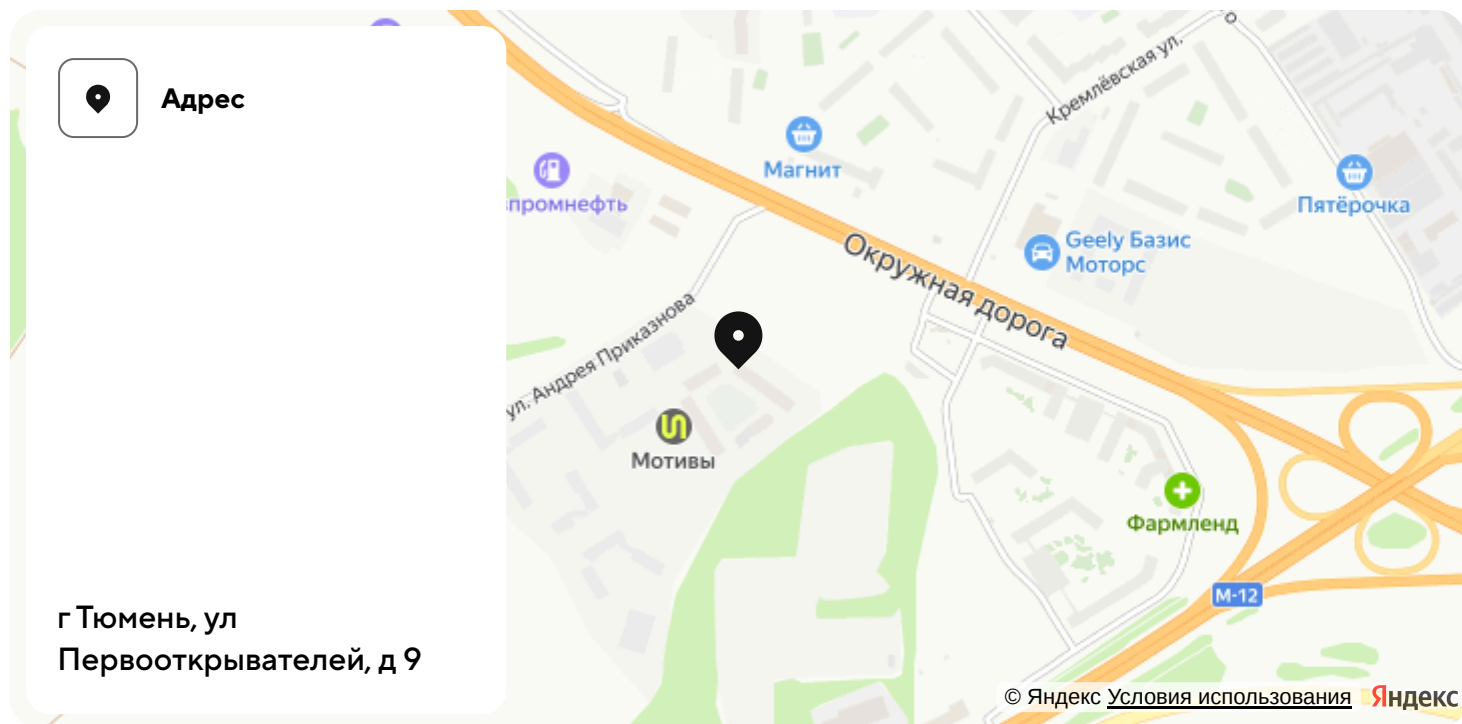 Адрес
г Тюмень, ул
Первооткрывателей, д 9
Кремлёвская ул.
Магнит
Пятёрочка
Geely Базис
Моторс
Окружная дорога
ул. Андрея Приказнова
Мотивы
Фармленд
М-12
© Яндекс Условия использования
Яндекс